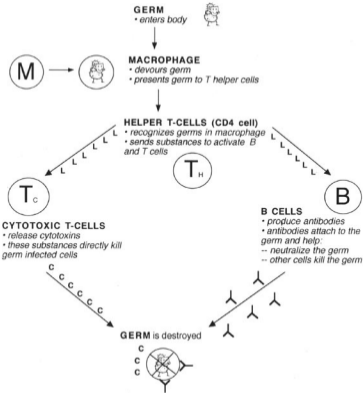 GERM
• enters body
M
MACROPHAGE
• devours germ
• presents germ to T helper cells
HELPER T-CELLS (CD4 cell)
• recognizes germs in macrophage
• sends substances to activate B
and T cells
L
L
L
L
L
L
L
L
L
L
L
L
L
L
TC
TH
B
CYTOTOXIC T-CELLS
• release cytotoxins
• these substances directly kill
germ infected cells
B CELLS
• produce antibodies
• antibodies attach to the
germ and help:
-- neutralize the germ
-- other cells kill the germ
C
C
C
C
C
C
GERM is destroyed
C
C
C